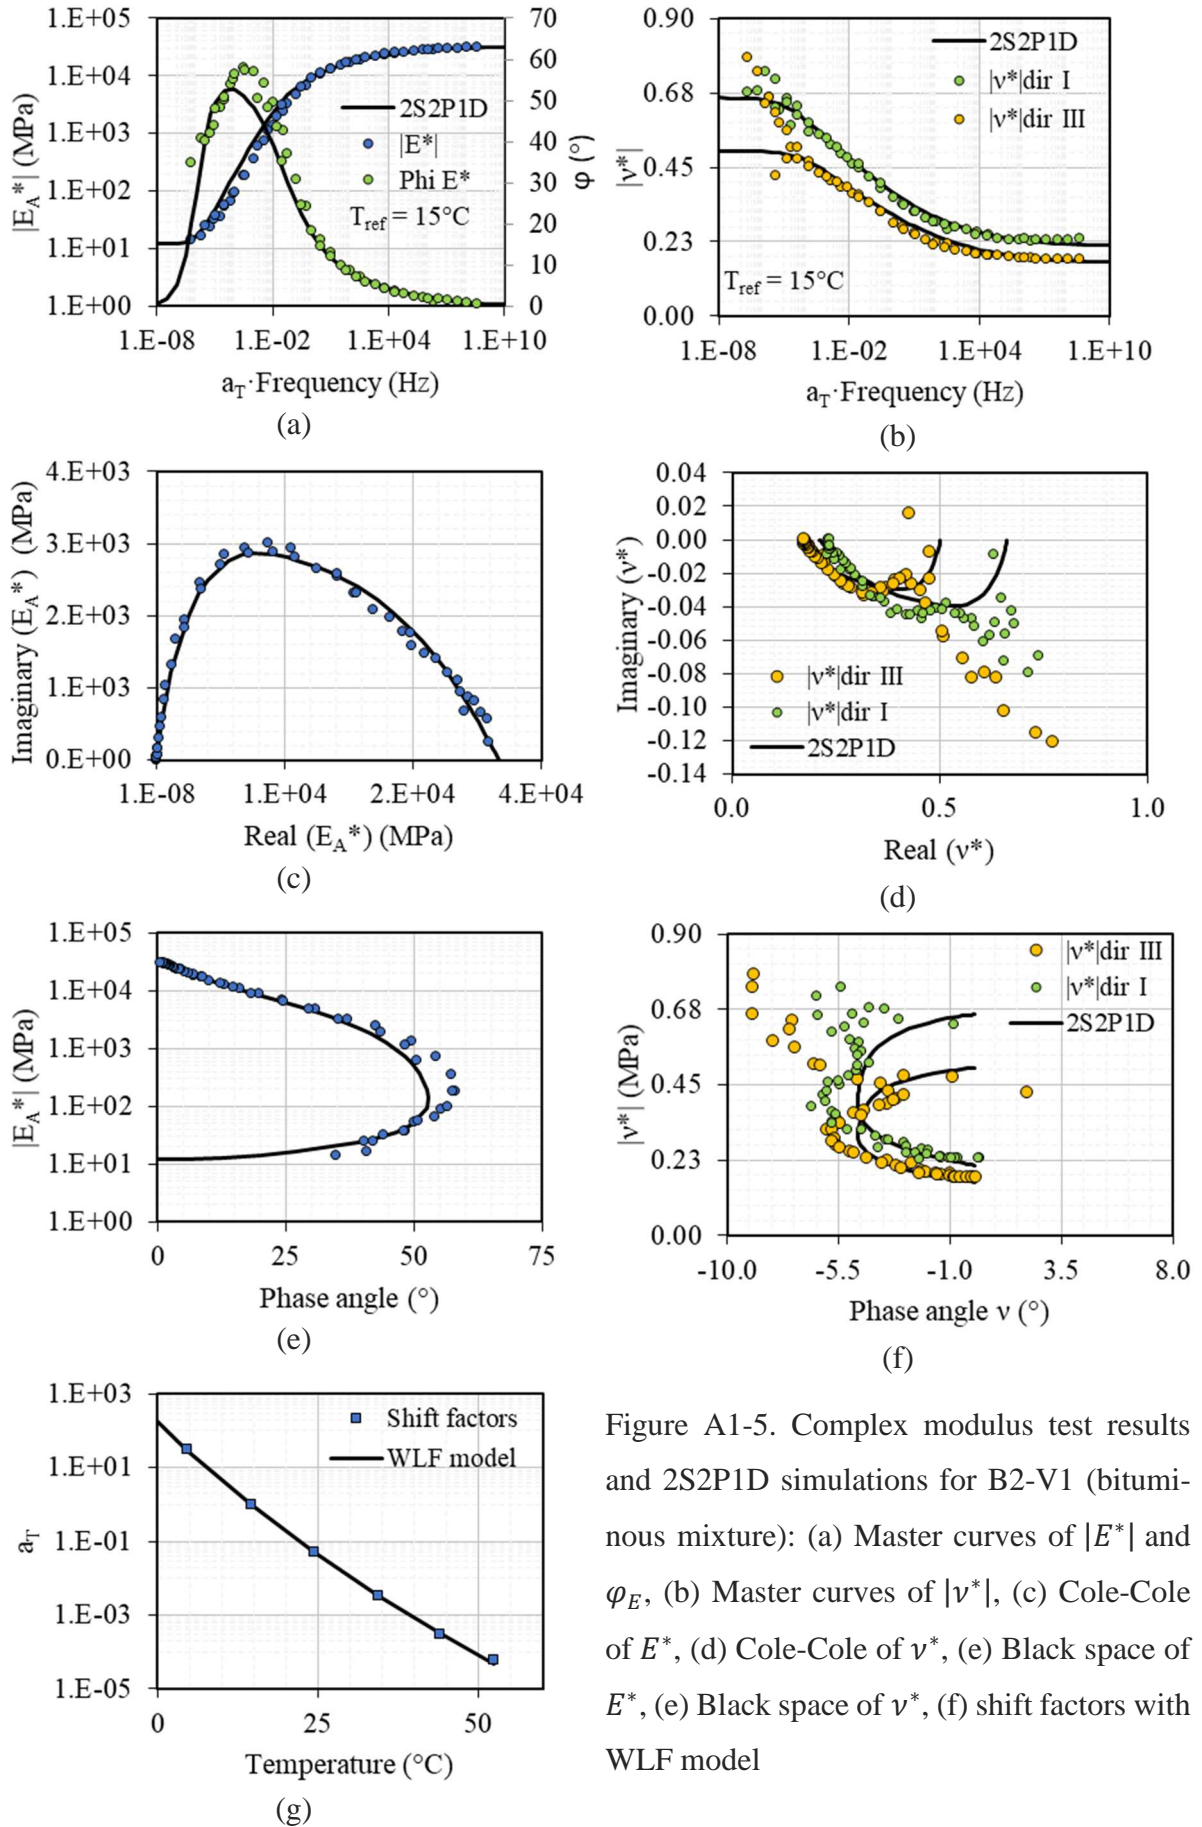 1.E+05
1.E+04
1.E+03
1.E+02
1.E+01
1.E+00
|E_A*| (MPa)
70
60
50
40
30
20
10
0
φ (°)
2S2P1D
|E*|
Phi E*
T_ref = 15°C
1.E-08 1.E-02 1.E+04 1.E+10
a_T·Frequency (Hz)
(a)
0.90
0.68
0.45
0.23
0.00
|ν*|
2S2P1D
|ν*|dir I
|ν*|dir III
T_ref = 15°C
1.E-08 1.E-02 1.E+04 1.E+10
a_T·Frequency (Hz)
(b)
4.E+03
3.E+03
2.E+03
1.E+03
0.E+00
Imaginary (E_A*) (MPa)
1.E-08 1.E+04 2.E+04 4.E+04
Real (E_A*) (MPa)
(c)
0.04
0.02
0.00
-0.02
-0.04
-0.06
-0.08
-0.10
-0.12
-0.14
Imaginary (ν*)
|ν*|dir III
|ν*|dir I
2S2P1D
0.0 0.5 1.0
Real (ν*)
(d)
1.E+05
1.E+04
1.E+03
1.E+02
1.E+01
1.E+00
|E_A*| (MPa)
0 25 50 75
Phase angle (°)
(e)
0.90
0.68
0.45
0.23
0.00
|ν*| (MPa)
|ν*|dir III
|ν*|dir I
2S2P1D
-10.0 -5.5 -1.0 3.5 8.0
Phase angle ν (°)
(f)
1.E+03
1.E+01
1.E-01
1.E-03
1.E-05
a_T
Shift factors
WLF model
0 25 50
Temperature (°C)
(g)
Figure A1-5. Complex modulus test results
and 2S2P1D simulations for B2-V1 (bitumi-
nous mixture): (a) Master curves of |E*| and
φ_E, (b) Master curves of |ν*|, (c) Cole-Cole
of E*, (d) Cole-Cole of ν*, (e) Black space of
E*, (e) Black space of ν*, (f) shift factors with
WLF model